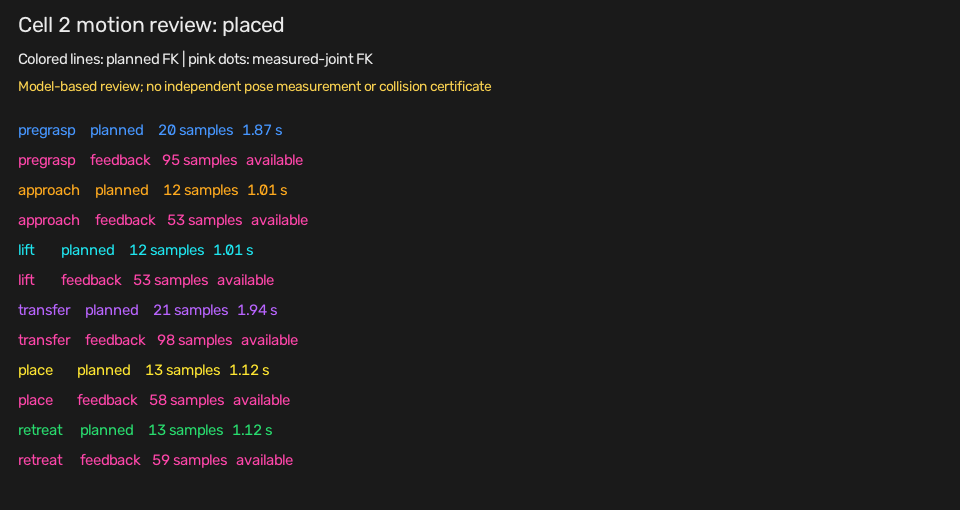 Cell 2 motion review: placed
Colored lines: planned FK | pink dots: measured-joint FK
Model-based review; no independent pose measurement or collision certificate
pregrasp planned 20 samples 1.87 s
pregrasp feedback 95 samples available
approach planned 12 samples 1.01 s
approach feedback 53 samples available
lift planned 12 samples 1.01 s
lift feedback 53 samples available
transfer planned 21 samples 1.94 s
transfer feedback 98 samples available
place planned 13 samples 1.12 s
place feedback 58 samples available
retreat planned 13 samples 1.12 s
retreat feedback 59 samples available